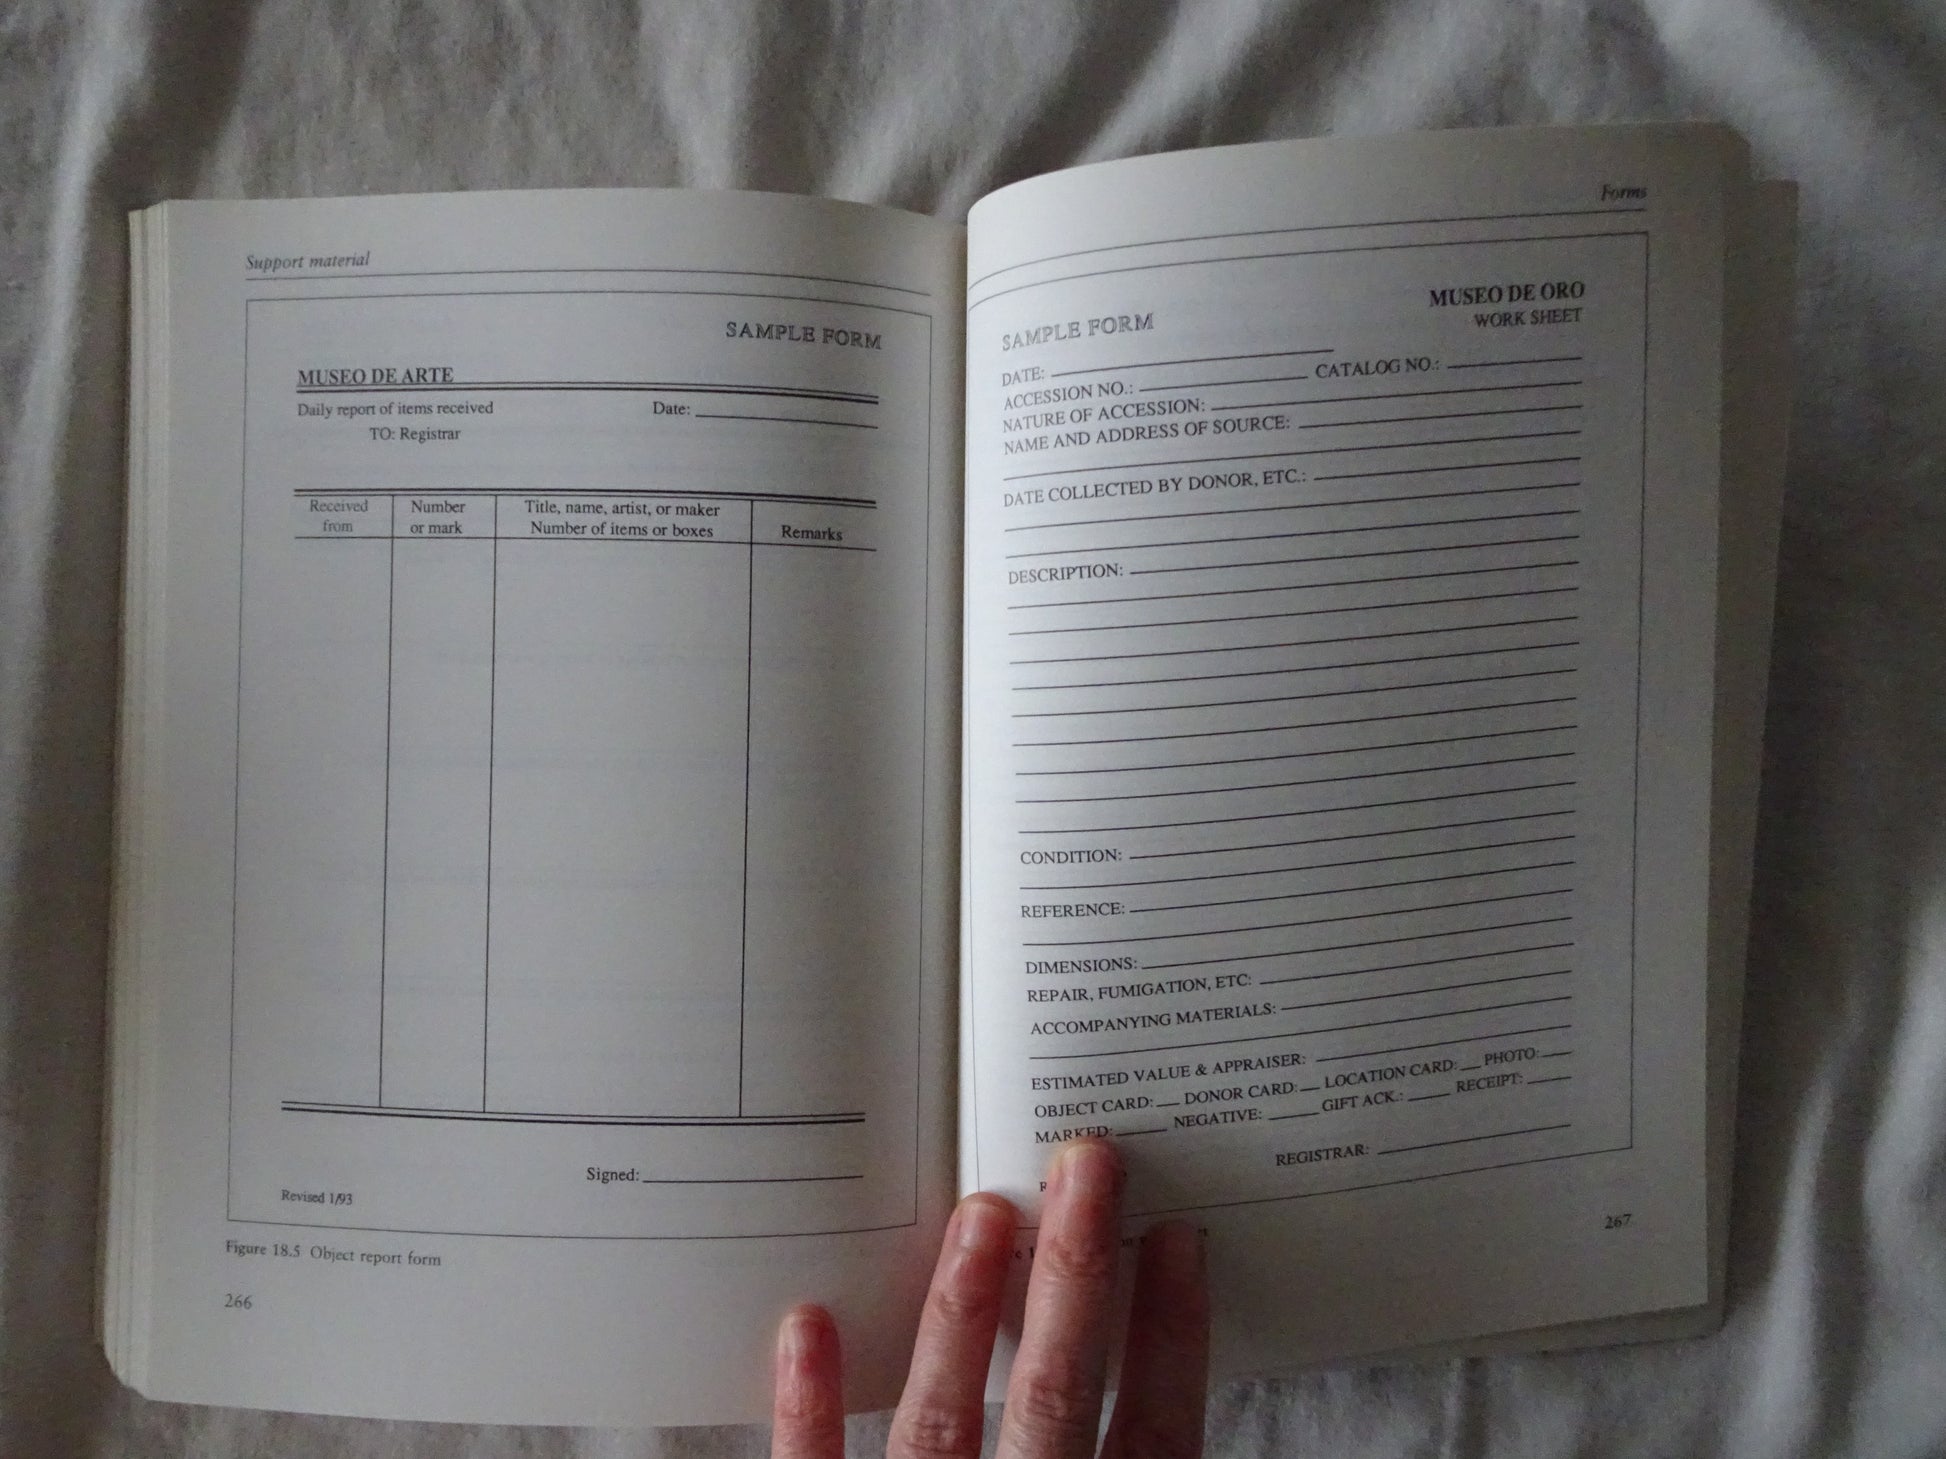 Support material
SAMPLE FORM
MUSEO DE ARTE
Daily report of items received Date:
TO: Registrar
Received from
Number or mark
Title, name, artist, or maker
Number of items or boxes
Remarks
Signed:
Revised 1/93
Figure 18.5 Object report form
266
Forms
MUSEO DE ORO
SAMPLE FORM
WORK SHEET
DATE:
ACCESSION NO.: CATALOG NO.:
NATURE OF ACCESSION:
NAME AND ADDRESS OF SOURCE:
DATE COLLECTED BY DONOR, ETC.:
DESCRIPTION:
CONDITION:
REFERENCE:
DIMENSIONS:
REPAIR, FUMIGATION, ETC:
ACCOMPANYING MATERIALS:
ESTIMATED VALUE & APPRAISER:
OBJECT CARD: DONOR CARD: LOCATION CARD: PHOTO:
MARKED: NEGATIVE: GIFT ACK.: RECEIPT:
REGISTRAR:
267